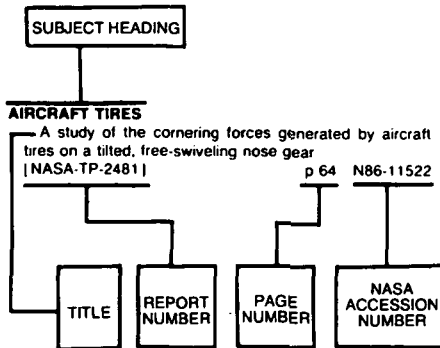 SUBJECT HEADING
AIRCRAFT TIRES
A study of the cornering forces generated by aircraft
tires on a tilted, free-swiveling nose gear
[NASA-TP-2481] p 64 N86-11522
TITLE
REPORT
NUMBER
PAGE
NUMBER
NASA
ACCESSION
NUMBER